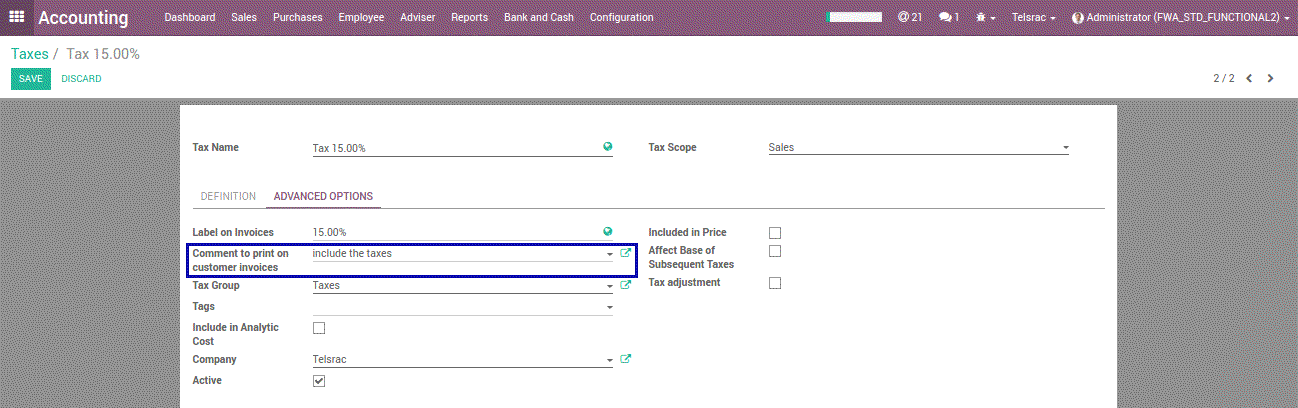 Accounting Dashboard Sales Purchases Employee Adviser Reports Bank and Cash Configuration 21 1 Telsrac Administrator (FWA_STD_FUNCTIONAL2)
Taxes / Tax 15.00%
SAVE DISCARD 2 / 2
Tax Name Tax 15.00% Tax Scope Sales
DEFINITION ADVANCED OPTIONS
Label on Invoices 15.00% Included in Price
Comment to print on customer invoices include the taxes Affect Base of Subsequent Taxes
Tax Group Taxes Tax adjustment
Tags
Include in Analytic
Cost
Company Telsrac
Active